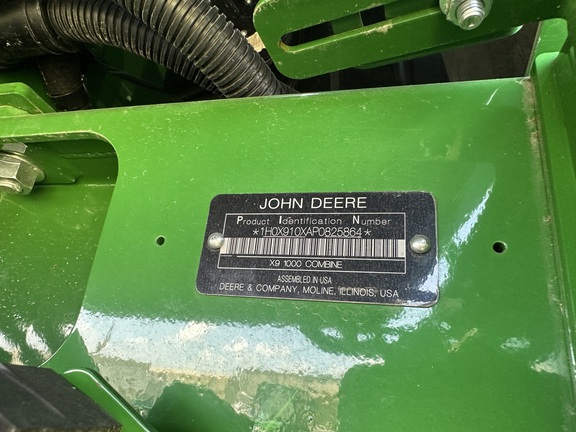 JOHN DEERE
Product Identification Number
*1H0X910XAP0825864*
X9 1000 COMBINE
ASSEMBLED IN USA
DEERE & COMPANY, MOLINE, ILLINOIS, USA